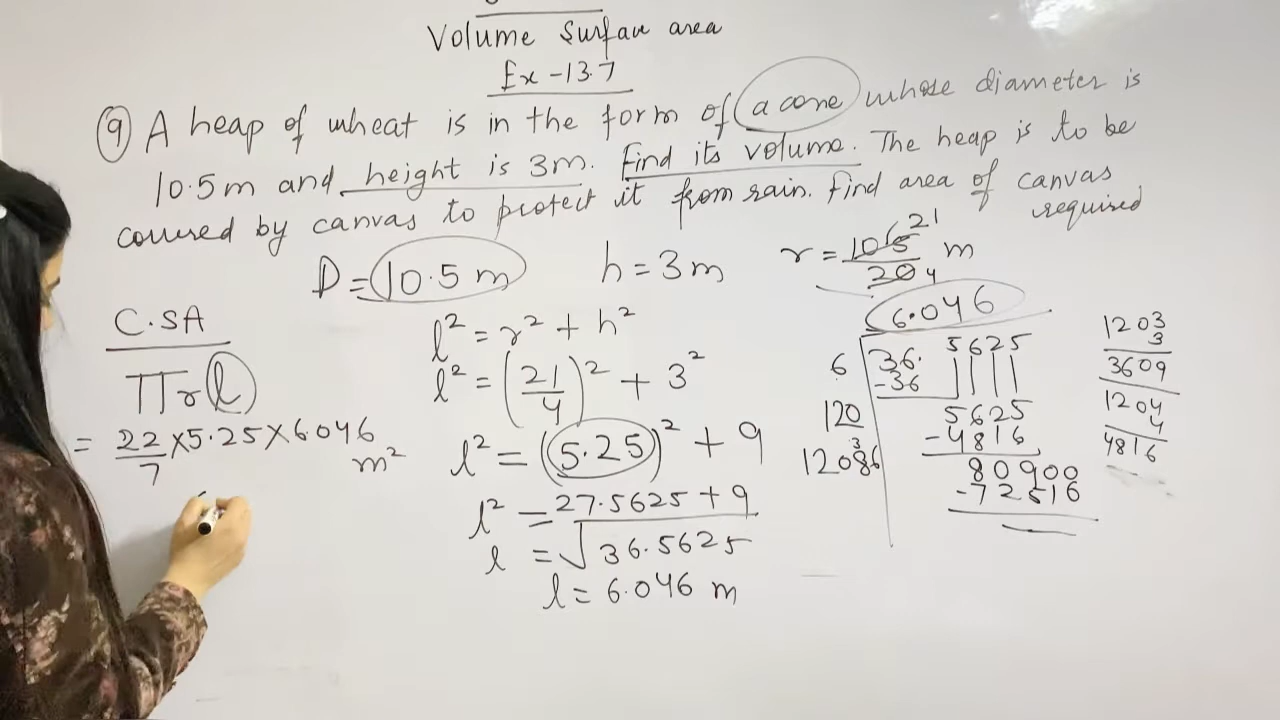 Volume Surfau area
Ex-13.7
(9) A heap of wheat is in the form of a cone whose diameter is
10.5m and height is 3m. Find its volume. The heap is to be
covered by canvas to protect it from rain. Find area of canvas
required
D = 10.5 m h = 3m r = 105 21 / 20 4 m
C.SA
πrl
= 22/7 × 5.25 × 6.046 m²
l² = r² + h²
l² = (21/4)² + 3²
l² = (5.25)² + 9
l² = 27.5625 + 9
l = √36.5625
l = 6.046 m
6.046
6 36. 5625
-36
120 5625
-4816
12086 80900
-72516
3
1203
3
3609
1204
4
4816